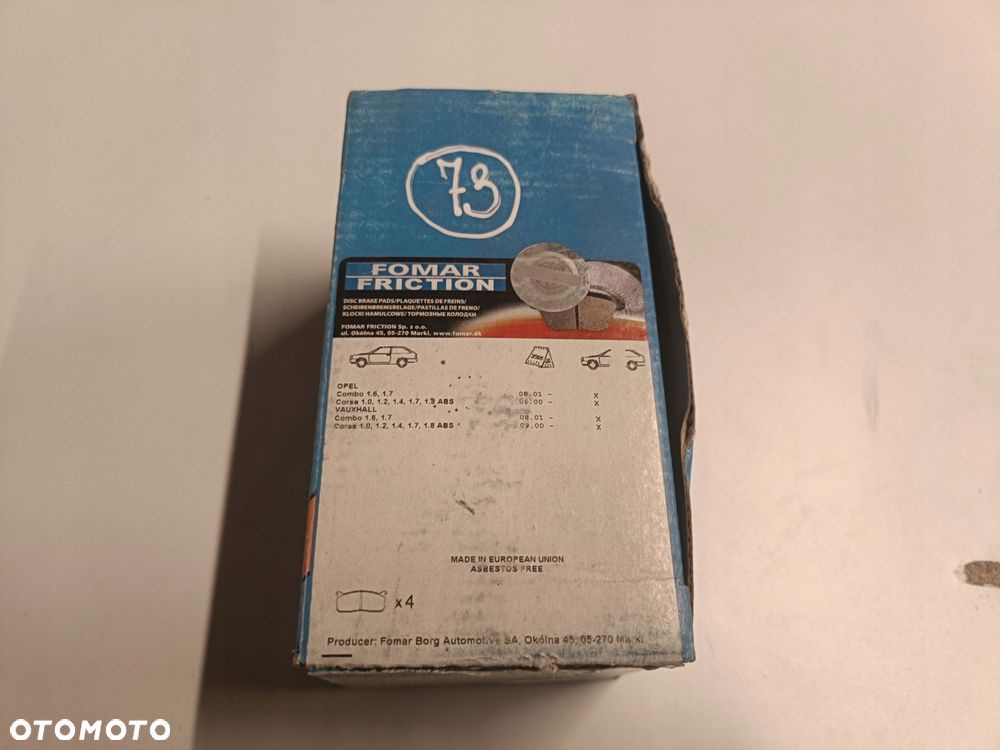 73
FOMAR
FRICTION
DISC BRAKE PADS/PLAQUETTES DE FREINS/
SCHEIBENBREMSBELAGE/PASTILLAS DE FRENO/
KLOCKI HAMULCOWE/ТОРМОЗНЫЕ КОЛОДКИ
FOMAR FRICTION Sp. z o.o.
ul. Okólna 45, 05-270 Marki, www.fomar.dk
OPEL
Combo 1.6, 1.7 08.01 - X
Corsa 1.0, 1.2, 1.4, 1.7, 1.8 ABS 09.00 - X
VAUXHALL
Combo 1.6, 1.7 08.01 - X
Corsa 1.0, 1.2, 1.4, 1.7, 1.8 ABS 09.00 - X
MADE IN EUROPEAN UNION
ASBESTOS FREE
x4
Producer: Fomar Borg Automotive SA, Okólna 45, 05-270 Marki
OTOMOTO